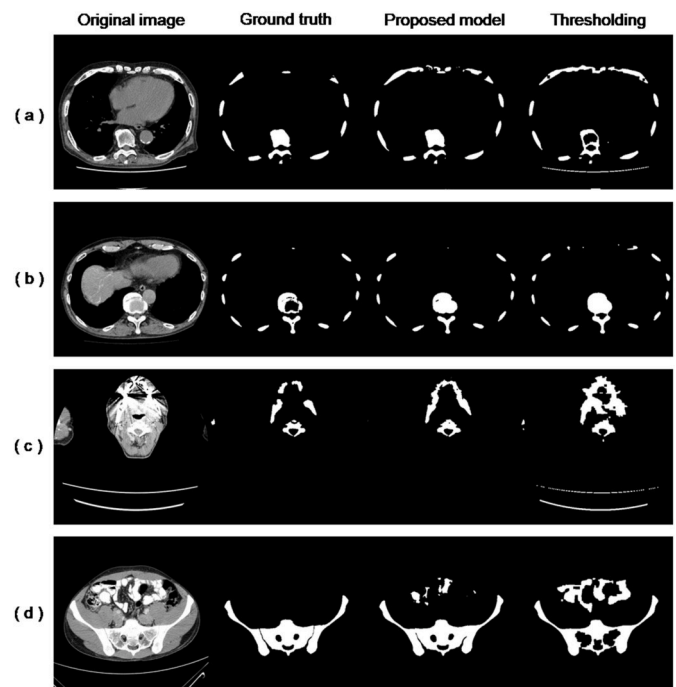 Original image Ground truth Proposed model Thresholding
( a )
( b )
( c )
( d )